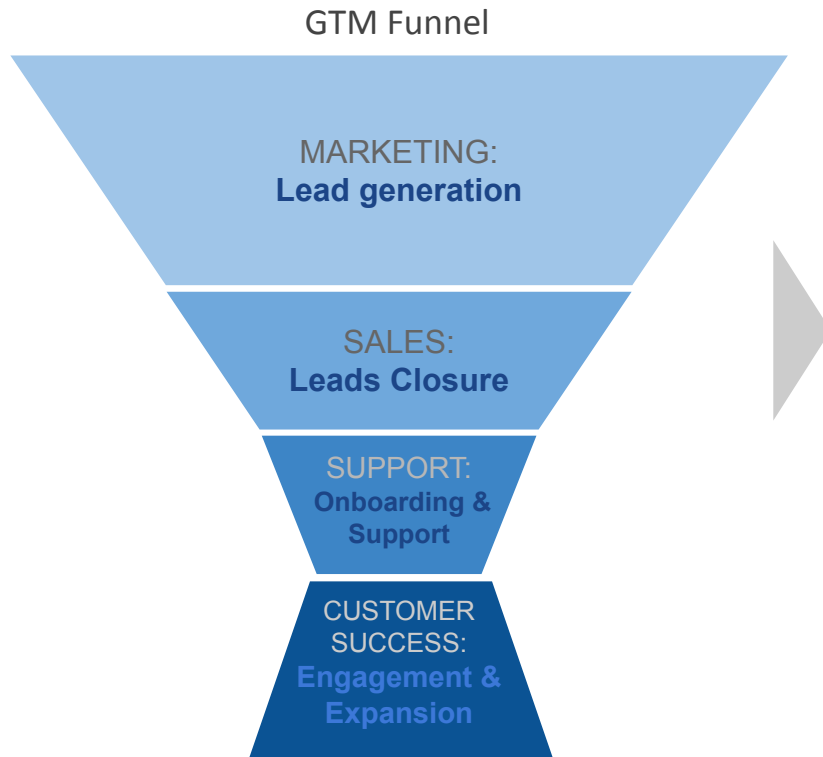 GTM Funnel
MARKETING:
Lead generation
SALES:
Leads Closure
SUPPORT:
Onboarding &
Support
CUSTOMER
SUCCESS:
Engagement &
Expansion